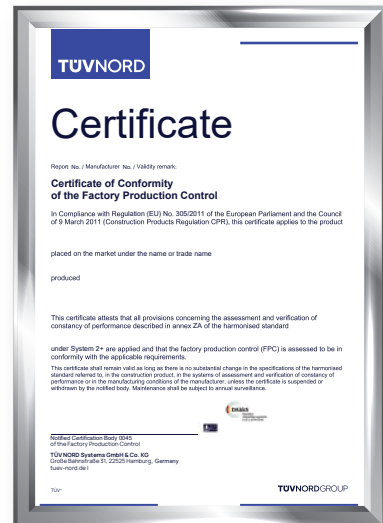 TÜVNORD
Certificate
Report No. / Manufacturer No. / Validity remark.
Certificate of Conformity
of the Factory Production Control
In Compliance with Regulation (EU) No. 305/2011 of the European Parliament and the Council
of 9 March 2011 (Construction Products Regulation CPR), this certificate applies to the product
placed on the market under the name or trade name
produced
This certificate attests that all provisions concerning the assessment and verification of
constancy of performance described in annex ZA of the harmonised standard
under System 2+ are applied and that the factory production control (FPC) is assessed to be in
conformity with the applicable requirements.
This certificate shall remain valid as long as there is no substantial change in the specifications of the harmonised
standard referred to, in the construction product, in the systems of assessment and verification of constancy of
performance or in the manufacturing conditions of the manufacturer, unless the certificate is suspended or
withdrawn by the notified body. Maintenance shall be subject to annual surveillance.
DAkkS
Notified Certification Body 0045
of the Factory Production Control
TÜV NORD Systems GmbH & Co. KG
Große Bahnstraße 31, 22525 Hamburg, Germany
tuev-nord.de
TÜV®
TÜVNORDGROUP